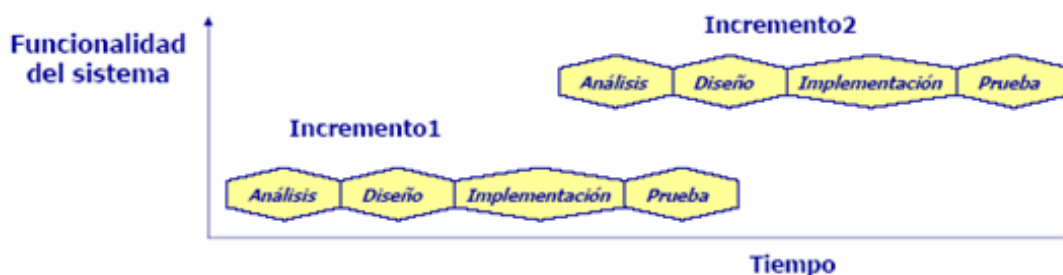 Incremento2
Funcionalidad
del sistema
Análisis Diseño Implementación Prueba
Incremento1
Análisis Diseño Implementación Prueba
Tiempo